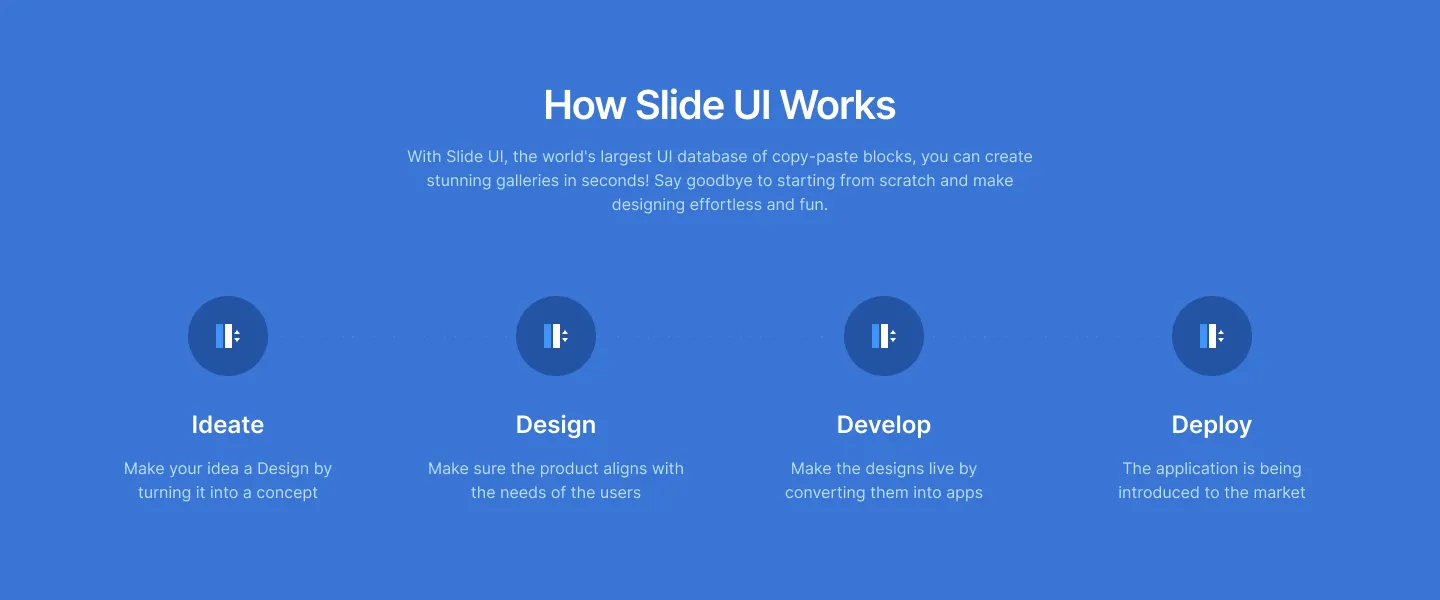 How Slide UI Works
With Slide UI, the world's largest UI database of copy-paste blocks, you can create
stunning galleries in seconds! Say goodbye to starting from scratch and make
designing effortless and fun.
Ideate
Make your idea a Design by
turning it into a concept
Design
Make sure the product aligns with
the needs of the users
Develop
Make the designs live by
converting them into apps
Deploy
The application is being
introduced to the market